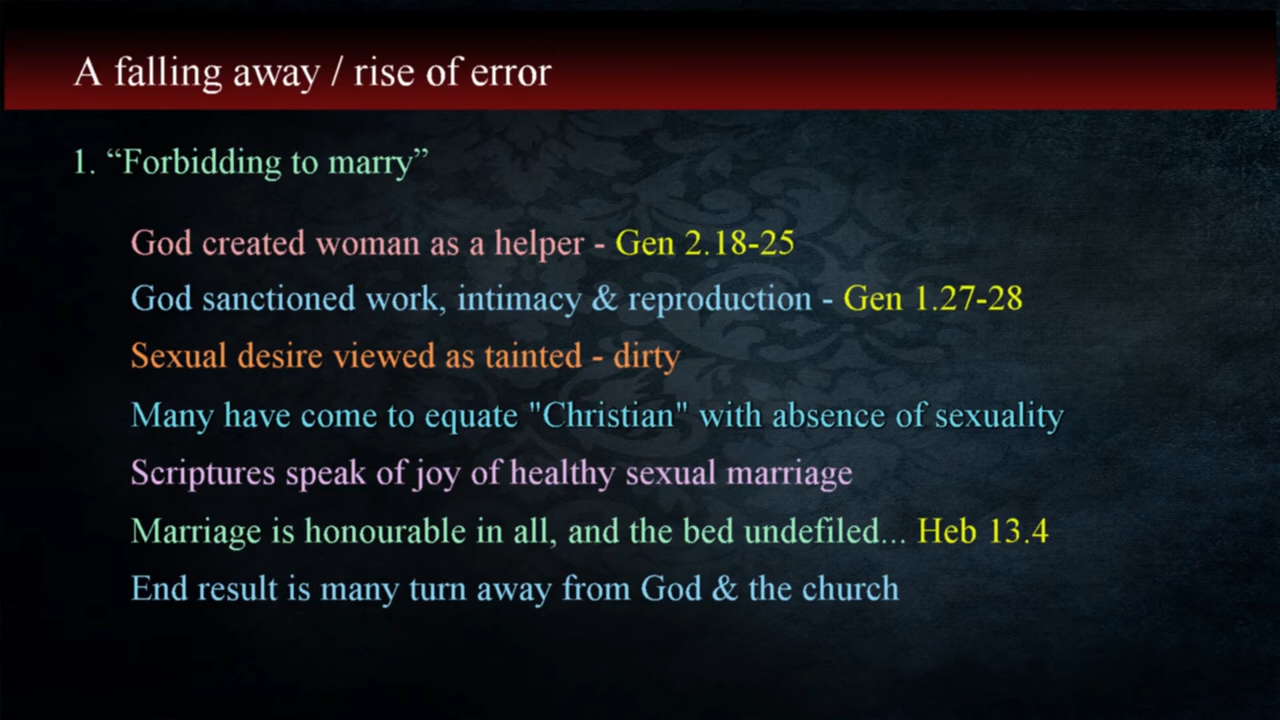 A falling away / rise of error
1. “Forbidding to marry”
God created woman as a helper - Gen 2.18-25
God sanctioned work, intimacy & reproduction - Gen 1.27-28
Sexual desire viewed as tainted - dirty
Many have come to equate "Christian" with absence of sexuality
Scriptures speak of joy of healthy sexual marriage
Marriage is honourable in all, and the bed undefiled... Heb 13.4
End result is many turn away from God & the church